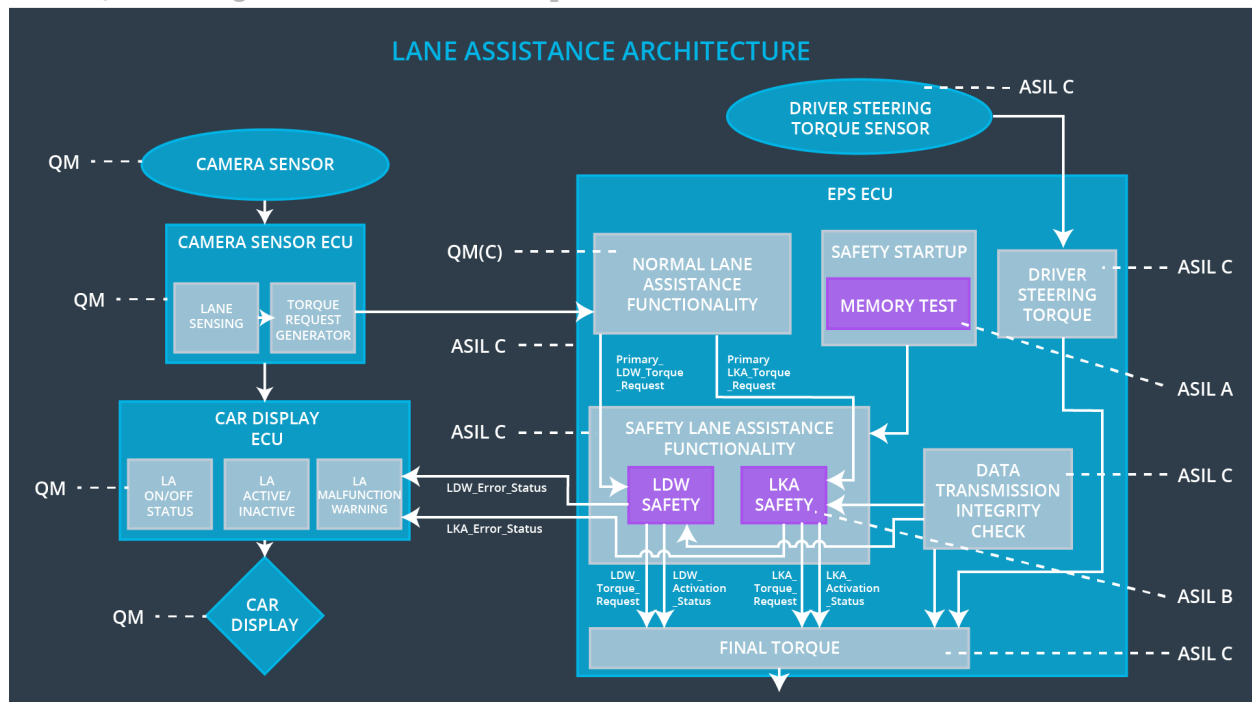 LANE ASSISTANCE ARCHITECTURE
ASIL C
DRIVER STEERING
TORQUE SENSOR
QM
CAMERA SENSOR
EPS ECU
CAMERA SENSOR ECU
QM
LANE
SENSING
TORQUE
REQUEST
GENERATOR
QM(C)
NORMAL LANE
ASSISTANCE
FUNCTIONALITY
SAFETY STARTUP
MEMORY TEST
DRIVER
STEERING
TORQUE
ASIL C
ASIL C
ASIL A
Primary_
LDW_Torque
_Request
Primary
LKA_Torque
_Request
CAR DISPLAY
ECU
QM
LA
ON/OFF
STATUS
LA
ACTIVE/
INACTIVE
LA
MALFUNCTION
WARNING
ASIL C
SAFETY LANE ASSISTANCE
FUNCTIONALITY
LDW
SAFETY
LKA
SAFETY
DATA
TRANSMISSION
INTEGRITY
CHECK
ASIL C
LDW_Error_Status
LKA_Error_Status
LDW_
Torque_
Request
LDW_
Activation
_Status
LKA_
Torque_
Request
LKA_
Activation
_Status
ASIL B
QM
CAR
DISPLAY
FINAL TORQUE
ASIL C